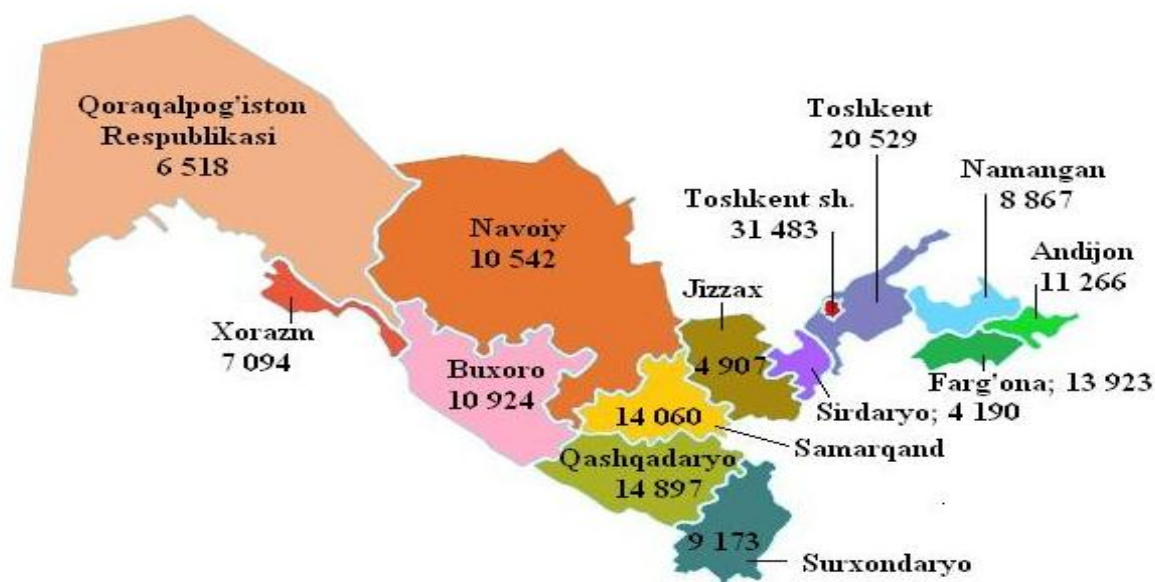 Qoraqalpog'iston
Respublikasi
6 518
Toshkent
20 529
Namangan
8 867
Toshkent sh.
31 483
Navoiy
10 542
Andijon
11 266
Jizzax
4 907
Xorazm
7 094
Buxoro
10 924
Farg'ona; 13 923
Sirdaryo; 4 190
14 060
Samarqand
Qashqadaryo
14 897
9 173
Surxondaryo